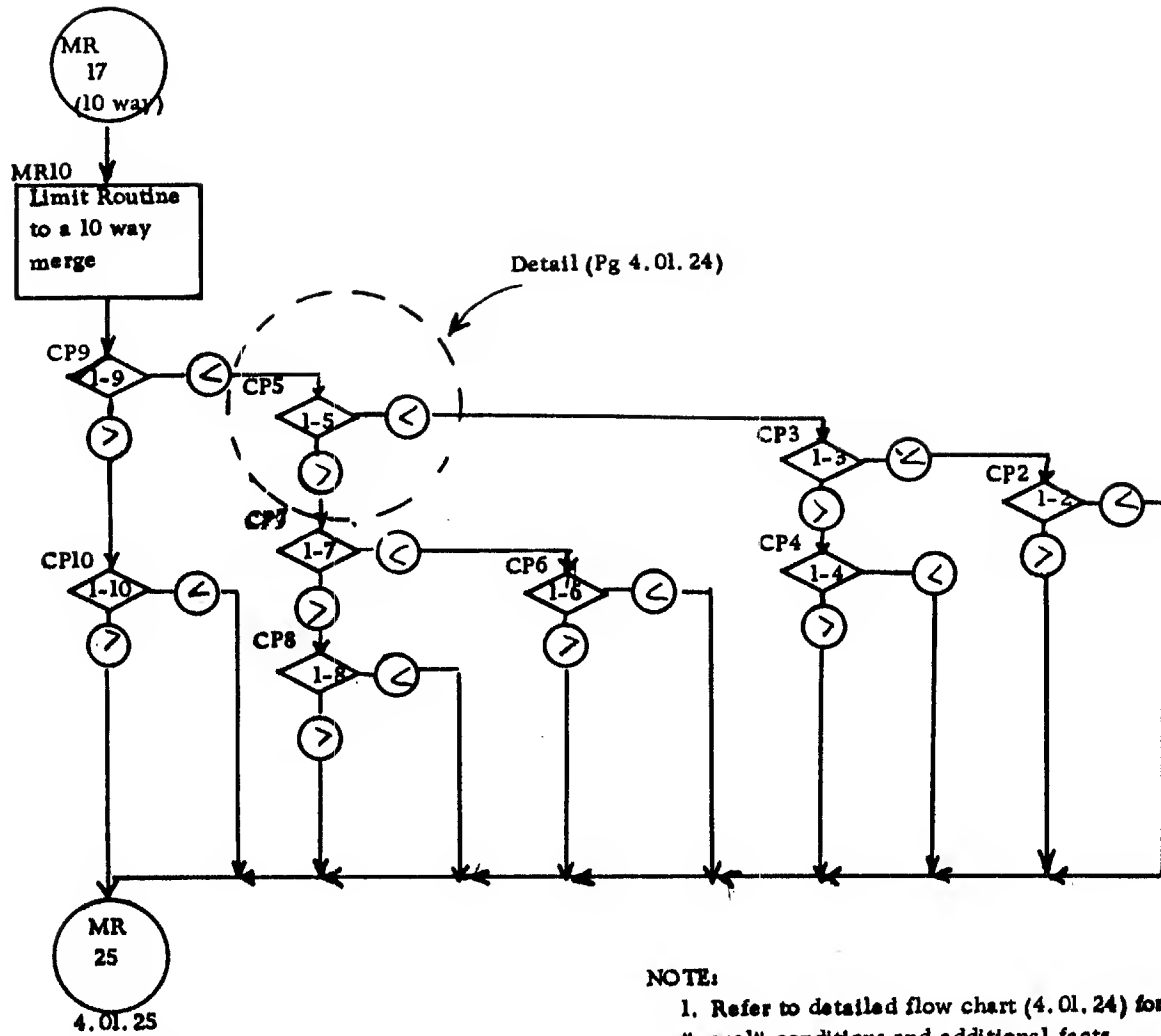 MR
17
(10 way)
MR10
Limit Routine
to a 10 way
merge
Detail (Pg 4.01.24)
CP9
1-9
<
CP5
1-5
<
CP3
1-3
<
CP2
1-2
<
>
>
>
>
CP7
1-7
<
CP6
1-6
<
CP4
1-4
<
CP10
1-10
<
>
>
>
>
CP8
1-8
<
>
MR
25
4.01.25
NOTE:
1. Refer to detailed flow chart (4.01.24) for
conditions and additional facts